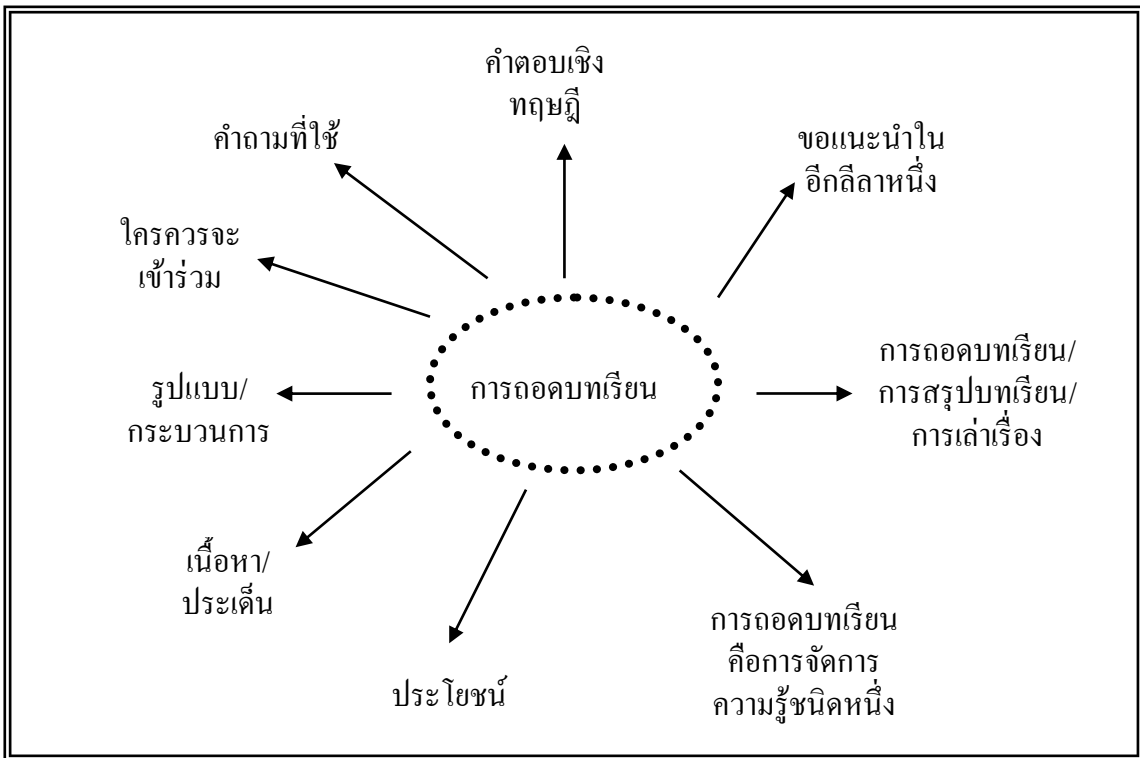 คำตอบเชิง
ทฤษฎี
คำถามที่ใช้
ขอแนะนำใน
อีกลีลาหนึ่ง
ใครควรจะ
เข้าร่วม
การถอดบทเรียน
รูปแบบ/
กระบวนการ
การถอดบทเรียน/
การสรุปบทเรียน/
การเล่าเรื่อง
เนื้อหา/
ประเด็น
ประโยชน์
การถอดบทเรียน
คือการจัดการ
ความรู้ชนิดหนึ่ง